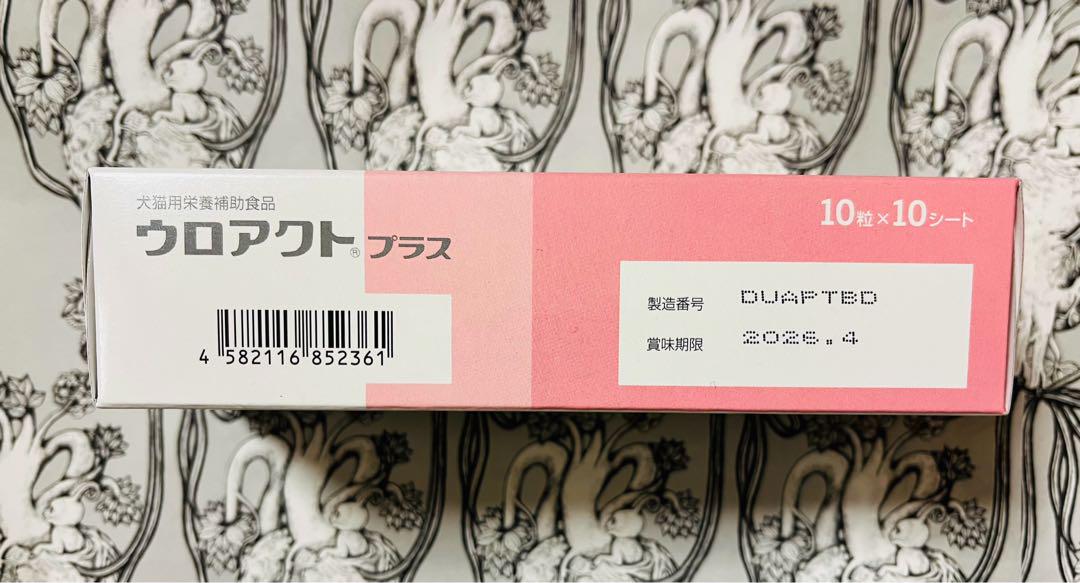 犬猫用栄養補助食品
ウロアクト® プラス
4 582116 852361
10粒×10シート
製造番号 DUAPTBD
賞味期限 2026.4